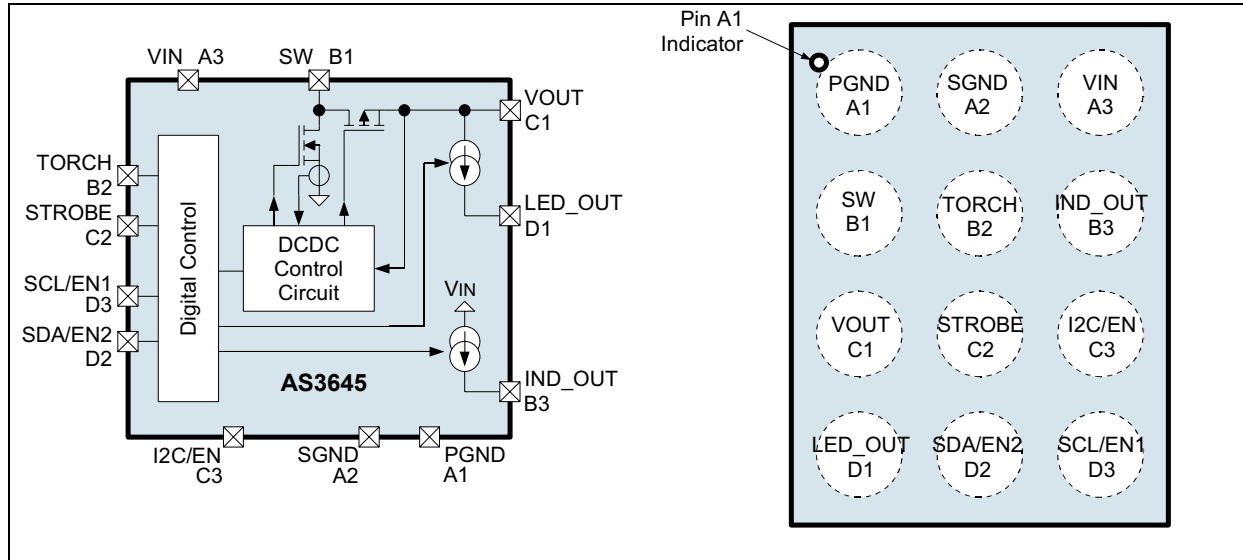 VIN A3
SW B1
VOUT
C1
TORCH
B2
STROBE
C2
SCL/EN1
D3
SDA/EN2
D2
Digital Control
DCDC
Control
Circuit
LED_OUT
D1
VIN
AS3645
IND_OUT
B3
I2C/EN
C3
SGND
A2
PGND
A1
Pin A1
Indicator
PGND
A1
SGND
A2
VIN
A3
SW
B1
TORCH
B2
IND_OUT
B3
VOUT
C1
STROBE
C2
I2C/EN
C3
LED_OUT
D1
SDA/EN2
D2
SCL/EN1
D3